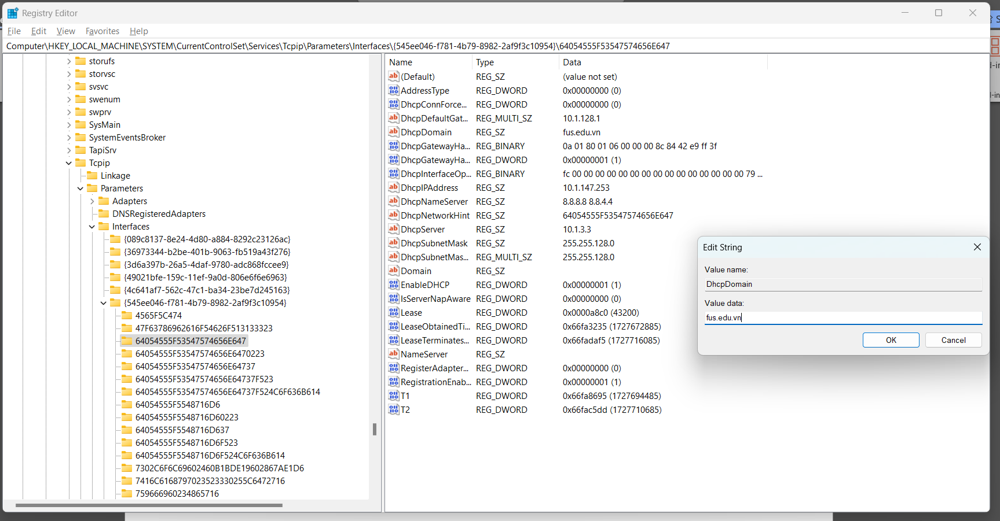 Registry Editor
File Edit View Favorites Help
Computer\HKEY_LOCAL_MACHINE\SYSTEM\CurrentControlSet\Services\Tcpip\Parameters\Interfaces\{545ee046-f781-4b79-8982-2af9f3c10954}\64054555F53547574656E647
storufs
storvsc
svsvc
swenum
swprv
SysMain
SystemEventsBroker
TapiSrv
Tcpip
Linkage
Parameters
Adapters
DNSRegisteredAdapters
Interfaces
{089c8137-8e24-4d80-a884-8292c23126ac}
{36973344-b2be-401b-9063-fb519a43f276}
{3d6a397b-26a5-4daf-9780-adc868fccee9}
{49021bfe-159c-11ef-9a0d-806e6f6e6963}
{4c641af7-562c-47c1-ba34-23be7d245163}
{545ee046-f781-4b79-8982-2af9f3c10954}
4565F5C474
47F63786962616F54626F513133323
64054555F53547574656E647
64054555F53547574656E6470223
64054555F53547574656E64737
64054555F53547574656E64737F523
64054555F53547574656E64737F524C6F636B614
64054555F5548716D6
64054555F5548716D60223
64054555F5548716D637
64054555F5548716D6F523
64054555F5548716D6F524C6F636B614
7302C6F6C69602460B1BDE19602867AE1D6
7416C6168797023523330255C6472716
759666960234865716
Name Type Data
(Default) REG_SZ (value not set)
AddressType REG_DWORD 0x00000000 (0)
DhcpConnForce... REG_DWORD 0x00000000 (0)
DhcpDefaultGat... REG_MULTI_SZ 10.1.128.1
DhcpDomain REG_SZ fus.edu.vn
DhcpGatewayHa... REG_BINARY 0a 01 80 01 06 00 00 00 8c 84 42 e9 ff 3f
DhcpGatewayHa... REG_DWORD 0x00000001 (1)
DhcpInterfaceOp... REG_BINARY fc 00 00 00 00 00 00 00 00 00 00 00 00 00 00 00 79 ...
DhcpIPAddress REG_SZ 10.1.147.253
DhcpNameServer REG_SZ 8.8.8.8 8.8.4.4
DhcpNetworkHint REG_SZ 64054555F53547574656E647
DhcpServer REG_SZ 10.1.3.3
DhcpSubnetMask REG_SZ 255.255.128.0
DhcpSubnetMas... REG_MULTI_SZ 255.255.128.0
Domain REG_SZ
EnableDHCP REG_DWORD 0x00000001 (1)
IsServerNapAware REG_DWORD 0x00000000 (0)
Lease REG_DWORD 0x0000a8c0 (43200)
LeaseObtainedTi... REG_DWORD 0x66fa3235 (1727672885)
LeaseTerminates... REG_DWORD 0x66fadaf5 (1727716085)
NameServer REG_SZ
RegisterAdapter... REG_DWORD 0x00000000 (0)
RegistrationEnab... REG_DWORD 0x00000001 (1)
T1 REG_DWORD 0x66fa8695 (1727694485)
T2 REG_DWORD 0x66fac5dd (1727710685)
Edit String
Value name:
DhcpDomain
Value data:
fus.edu.vn
OK Cancel